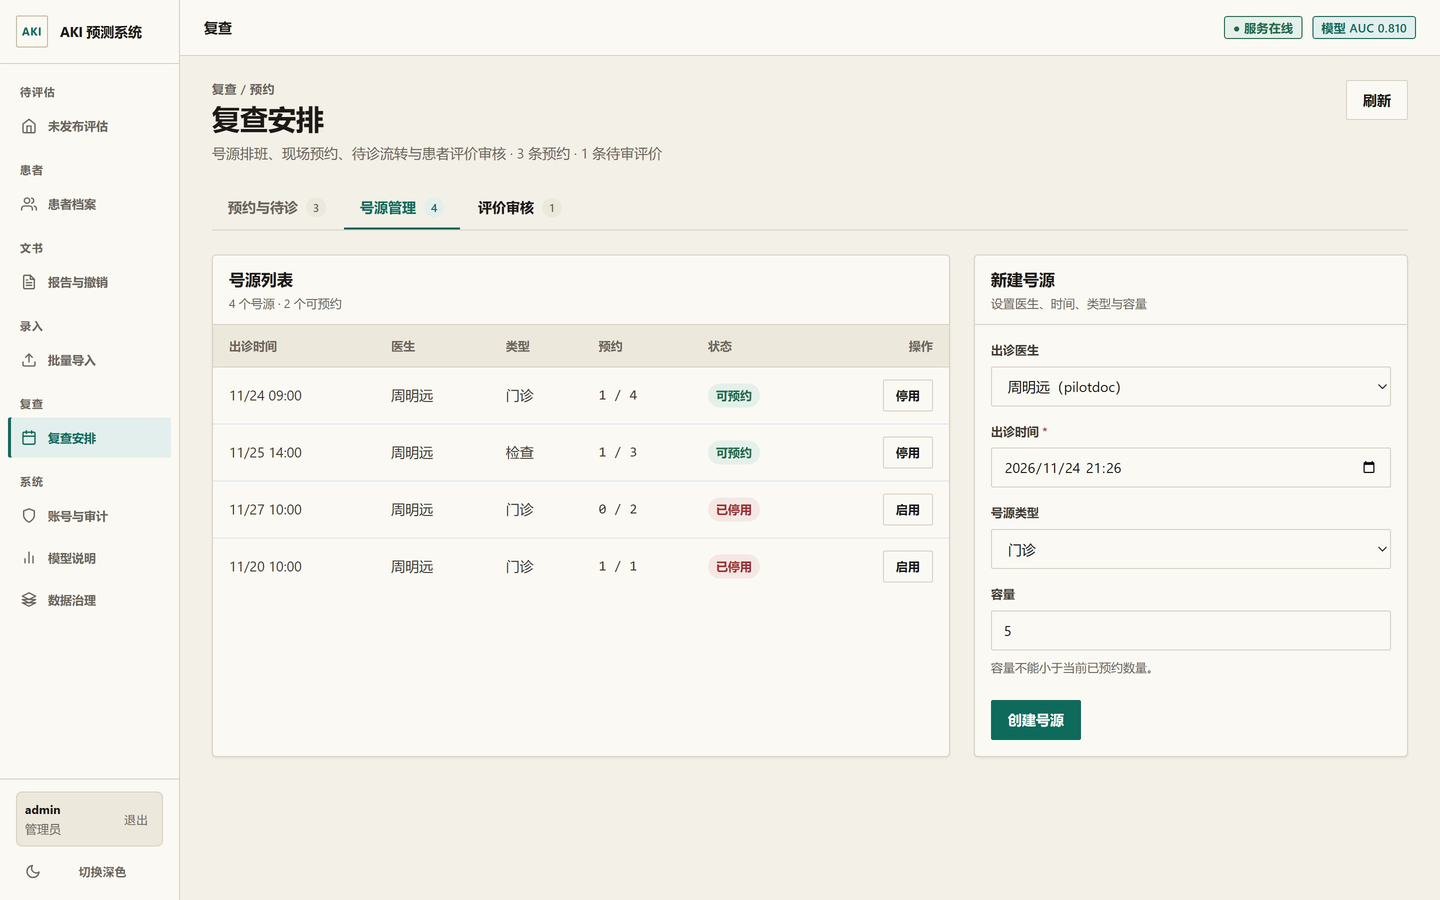 AKI AKI 预测系统
待评估
未发布评估
患者
患者档案
文书
报告与撤销
录入
批量导入
复查
复查安排
系统
账号与审计
模型说明
数据治理
admin
管理员
退出
切换深色
复查
● 服务在线 模型 AUC 0.810
复查 / 预约
复查安排
号源排班、现场预约、待诊流转与患者评价审核 · 3 条预约 · 1 条待审评价
刷新
预约与待诊 3 号源管理 4 评价审核 1
号源列表
4 个号源 · 2 个可预约
出诊时间 医生 类型 预约 状态 操作
11/24 09:00 周明远 门诊 1 / 4 可预约 停用
11/25 14:00 周明远 检查 1 / 3 可预约 停用
11/27 10:00 周明远 门诊 0 / 2 已停用 启用
11/20 10:00 周明远 门诊 1 / 1 已停用 启用
新建号源
设置医生、时间、类型与容量
出诊医生
周明远（pilotdoc）
出诊时间 *
2026/11/24 21:26
号源类型
门诊
容量
5
容量不能小于当前已预约数量。
创建号源